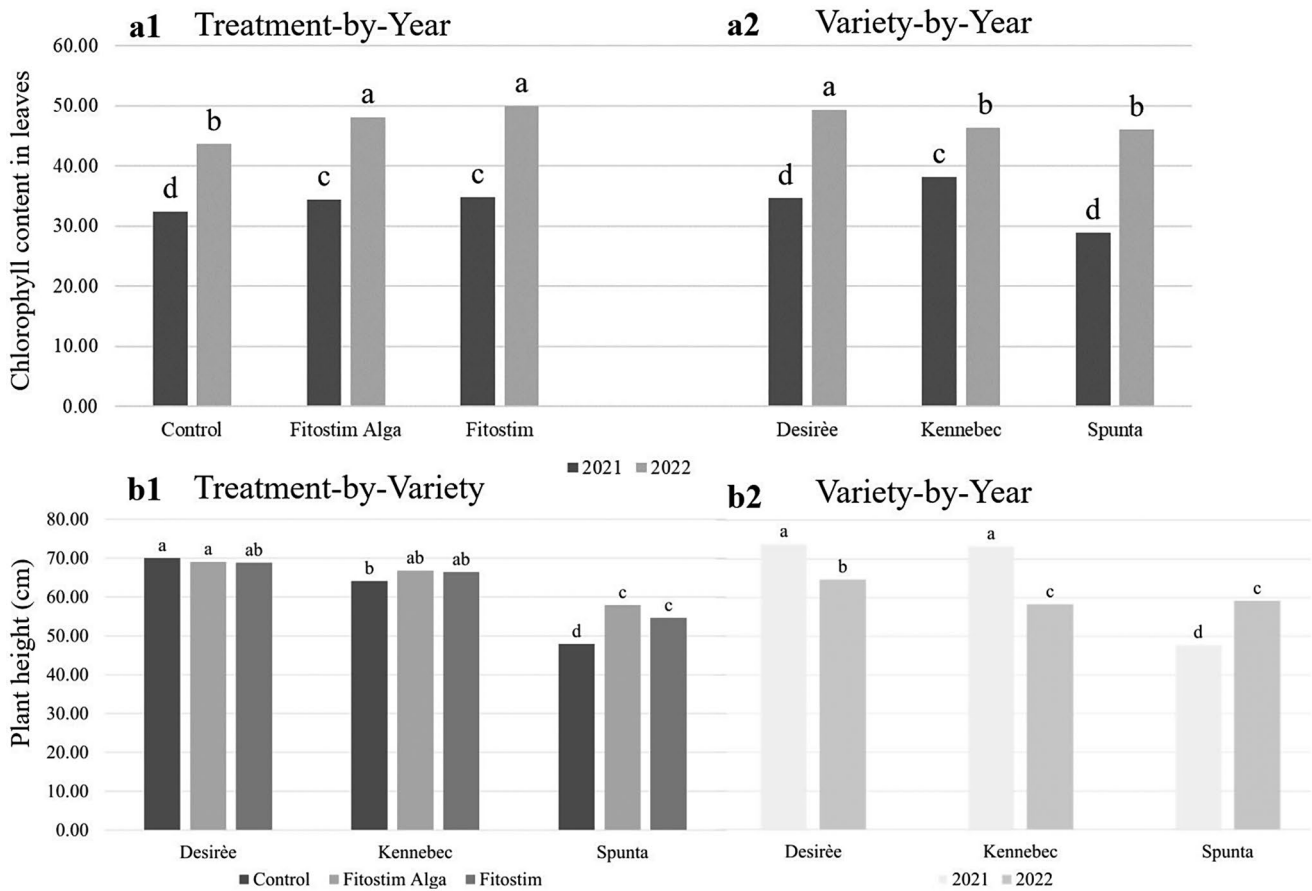 a1 Treatment-by-Year
a2 Variety-by-Year
Chlorophyll content in leaves
60.00
50.00
40.00
30.00
20.00
10.00
0.00
d b c a c a
d a c b d b
Control Fitostim Alga Fitostim
Desirèe Kennebec Spunta
2021 2022
b1 Treatment-by-Variety
b2 Variety-by-Year
Plant height (cm)
80.00
70.00
60.00
50.00
40.00
30.00
20.00
10.00
0.00
a a ab b ab ab d c c
a b a c d c
Desirèe Kennebec Spunta
Desirèe Kennebec Spunta
Control Fitostim Alga Fitostim
2021 2022